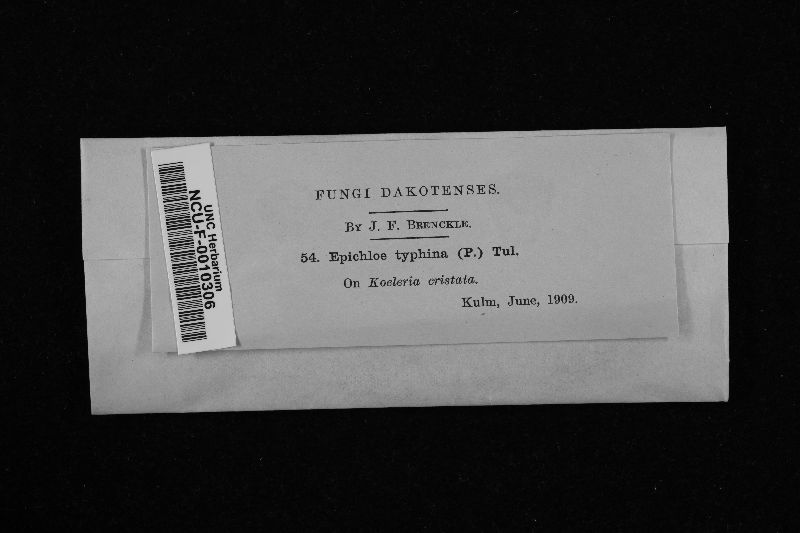 FUNGI DAKOTENSES.
BY J. F. BRENCKLE.
54. Epichloe typhina (P.) Tul.
On Koeleria cristata.
Kulm, June, 1909.
UNC Herbarium
NCU-F-0010306